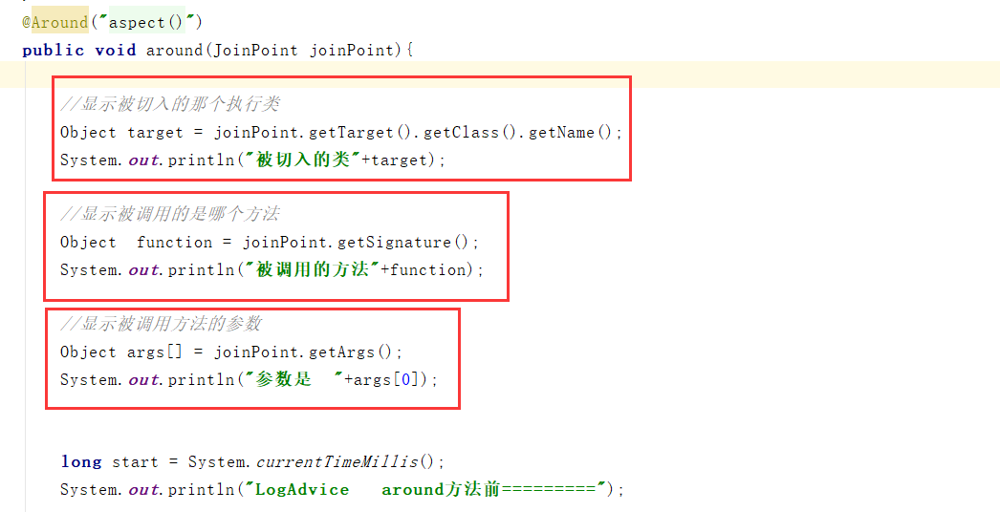 @Around("aspect()")
public void around(JoinPoint joinPoint){
//显示被切入的那个执行类
Object target = joinPoint.getTarget().getClass().getName();
System.out.println("被切入的类"+target);
//显示被调用的是哪个方法
Object  function = joinPoint.getSignature();
System.out.println("被调用的方法"+function);
//显示被调用方法的参数
Object args[] = joinPoint.getArgs();
System.out.println("参数是  "+args[0]);
long start = System.currentTimeMillis();
System.out.println("LogAdvice   around方法前=========");